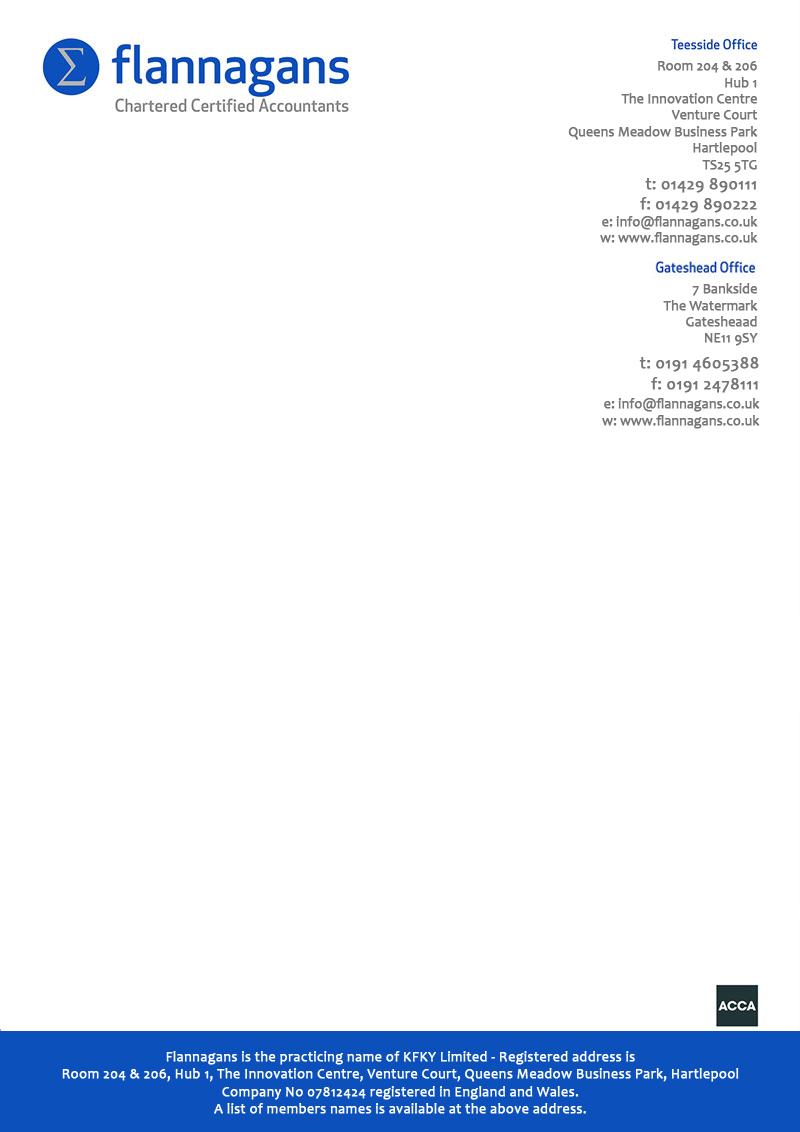 Σ flannagans
Chartered Certified Accountants
Teesside Office
Room 204 & 206
Hub 1
The Innovation Centre
Venture Court
Queens Meadow Business Park
Hartlepool
TS25 5TG
t: 01429 890111
f: 01429 890222
e: info@flannagans.co.uk
w: www.flannagans.co.uk
Gateshead Office
7 Bankside
The Watermark
Gatesheaad
NE11 9SY
t: 0191 4605388
f: 0191 2478111
e: info@flannagans.co.uk
w: www.flannagans.co.uk
ACCA
Flannagans is the practicing name of KFKY Limited - Registered address is
Room 204 & 206, Hub 1, The Innovation Centre, Venture Court, Queens Meadow Business Park, Hartlepool
Company No 07812424 registered in England and Wales.
A list of members names is available at the above address.